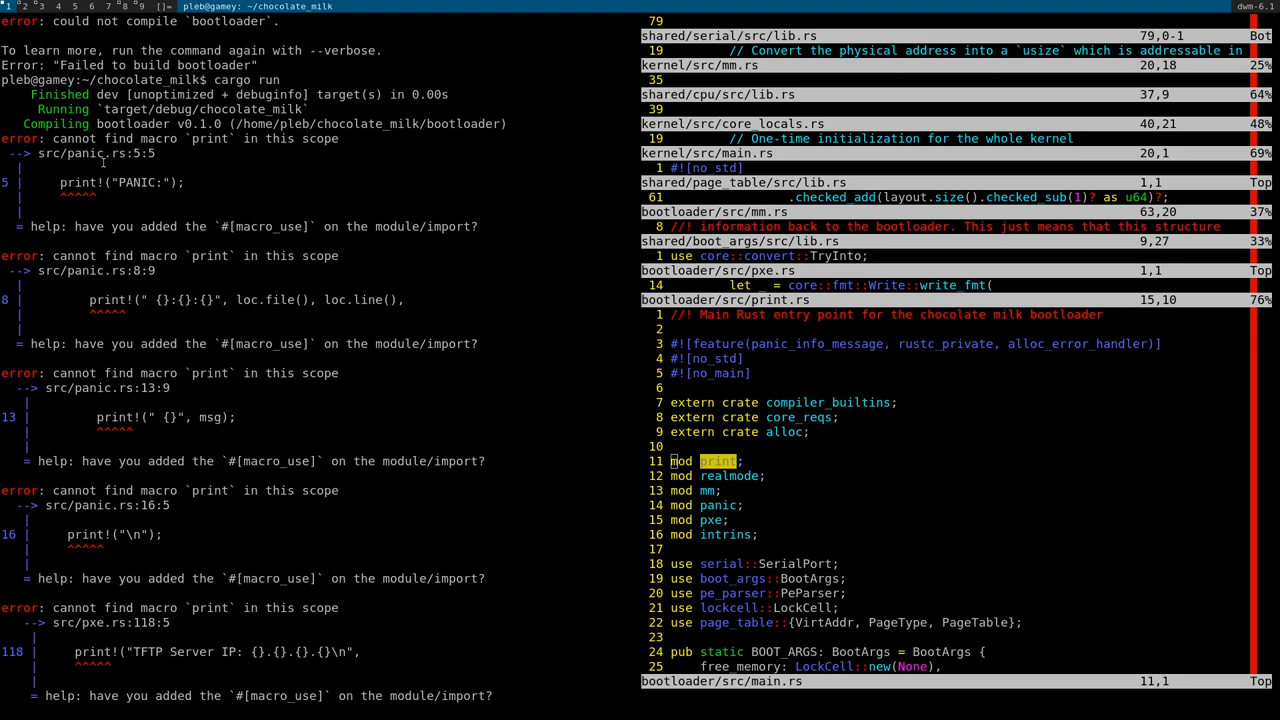 1 2 3 4 5 6 7 8 9 []= pleb@gamey:~/chocolate_milk dwm-6.1
error: could not compile `bootloader`.
To learn more, run the command again with --verbose.
Error: "Failed to build bootloader"
pleb@gamey:~/chocolate_milk$ cargo run
Finished dev [unoptimized + debuginfo] target(s) in 0.00s
Running `target/debug/chocolate_milk`
Compiling bootloader v0.1.0 (/home/pleb/chocolate_milk/bootloader)
error: cannot find macro `print` in this scope
--> src/panic.rs:5:5
|
5 |     print!("PANIC:");
|     ^^^^^
|
= help: have you added the `#[macro_use]` on the module/import?
error: cannot find macro `print` in this scope
--> src/panic.rs:8:9
|
8 |         print!(" {}:{}:{}", loc.file(), loc.line(),
|         ^^^^^
|
= help: have you added the `#[macro_use]` on the module/import?
error: cannot find macro `print` in this scope
--> src/panic.rs:13:9
|
13 |         print!(" {}", msg);
|         ^^^^^
|
= help: have you added the `#[macro_use]` on the module/import?
error: cannot find macro `print` in this scope
--> src/panic.rs:16:5
|
16 |     print!("\n");
|     ^^^^^
|
= help: have you added the `#[macro_use]` on the module/import?
error: cannot find macro `print` in this scope
--> src/pxe.rs:118:5
|
118 |     print!("TFTP Server IP: {}.{}.{}.{}\n",
|     ^^^^^
|
= help: have you added the `#[macro_use]` on the module/import?
79
shared/serial/src/lib.rs 79,0-1 Bot
19         // Convert the physical address into a `usize` which is addressable in
kernel/src/mm.rs 20,18 25%
35
shared/cpu/src/lib.rs 37,9 64%
39
kernel/src/core_locals.rs 40,21 48%
19         // One-time initialization for the whole kernel
kernel/src/main.rs 20,1 69%
1 #![no_std]
shared/page_table/src/lib.rs 1,1 Top
61                 .checked_add(layout.size().checked_sub(1)? as u64)?;
bootloader/src/mm.rs 63,20 37%
8 //! information back to the bootloader. This just means that this structure
shared/boot_args/src/lib.rs 9,27 33%
1 use core::convert::TryInto;
bootloader/src/pxe.rs 1,1 Top
14         let _ = core::fmt::Write::write_fmt(
bootloader/src/print.rs 15,10 76%
1 //! Main Rust entry point for the chocolate milk bootloader
2
3 #![feature(panic_info_message, rustc_private, alloc_error_handler)]
4 #![no_std]
5 #![no_main]
6
7 extern crate compiler_builtins;
8 extern crate core_reqs;
9 extern crate alloc;
10
11 mod print;
12 mod realmode;
13 mod mm;
14 mod panic;
15 mod pxe;
16 mod intrins;
17
18 use serial::SerialPort;
19 use boot_args::BootArgs;
20 use pe_parser::PeParser;
21 use lockcell::LockCell;
22 use page_table::{VirtAddr, PageType, PageTable};
23
24 pub static BOOT_ARGS: BootArgs = BootArgs {
25     free_memory: LockCell::new(None),
bootloader/src/main.rs 11,1 Top